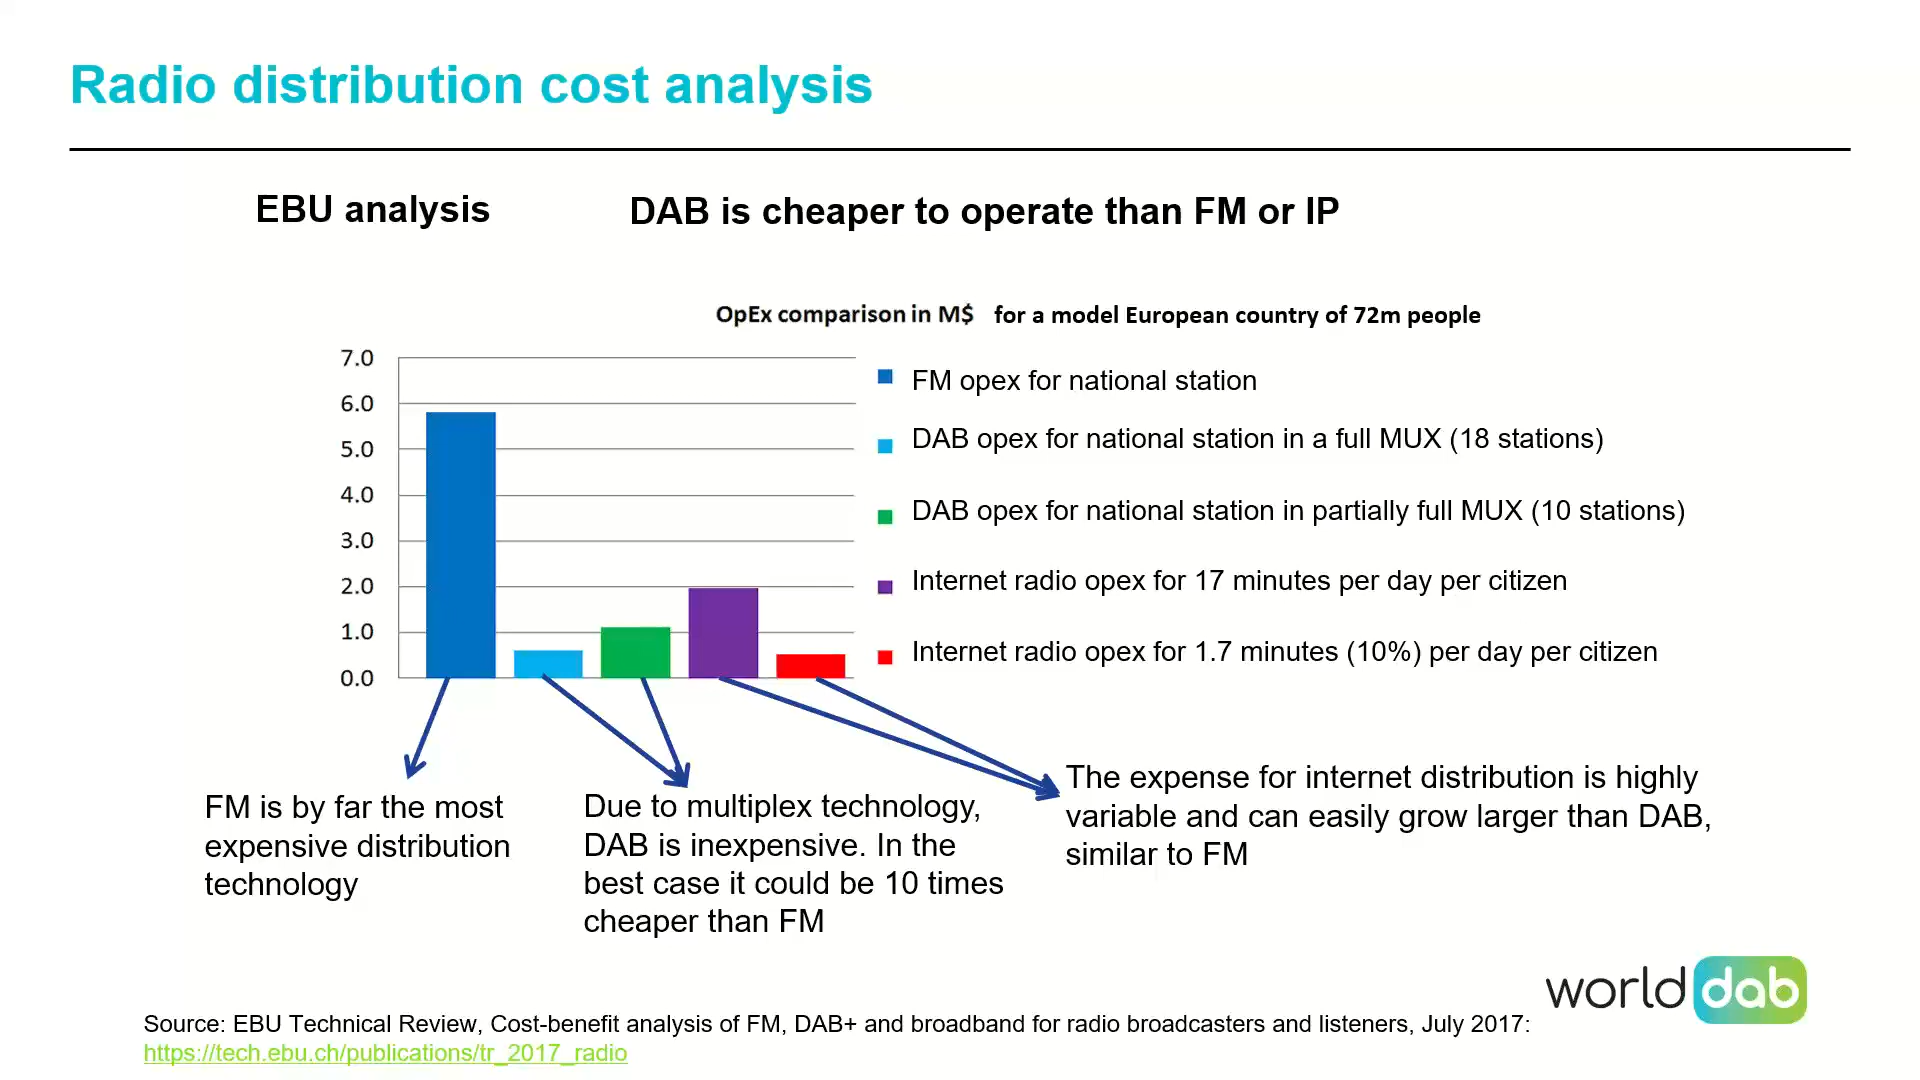 Radio distribution cost analysis
EBU analysis
DAB is cheaper to operate than FM or IP
OpEx comparison in M$ for a model European country of 72m people
7.0
6.0
5.0
4.0
3.0
2.0
1.0
0.0
FM opex for national station
DAB opex for national station in a full MUX (18 stations)
DAB opex for national station in partially full MUX (10 stations)
Internet radio opex for 17 minutes per day per citizen
Internet radio opex for 1.7 minutes (10%) per day per citizen
FM is by far the most
expensive distribution
technology
Due to multiplex technology,
DAB is inexpensive. In the
best case it could be 10 times
cheaper than FM
The expense for internet distribution is highly
variable and can easily grow larger than DAB,
similar to FM
world dab
Source: EBU Technical Review, Cost-benefit analysis of FM, DAB+ and broadband for radio broadcasters and listeners, July 2017:
https://tech.ebu.ch/publications/tr_2017_radio